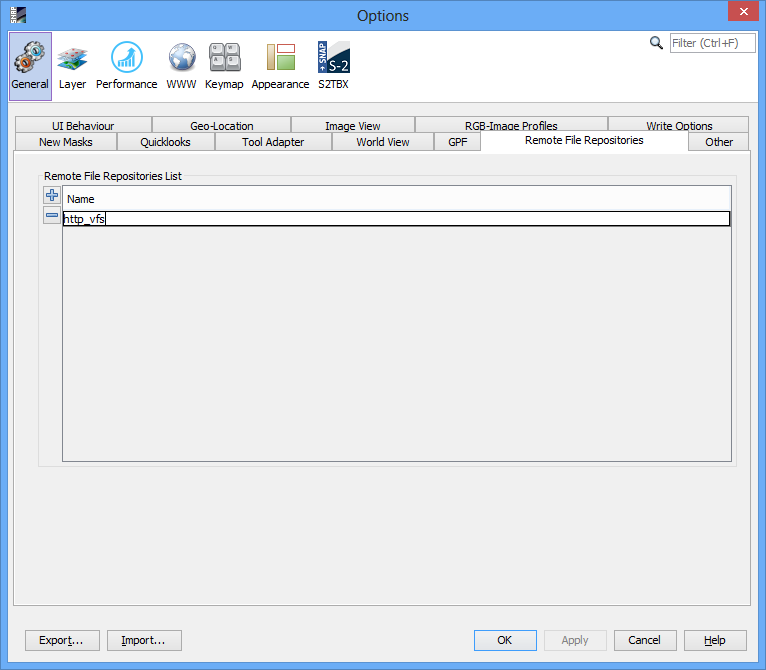 Options
Filter (Ctrl+F)
General Layer Performance WWW Keymap Appearance S2TBX
UI Behaviour Geo-Location Image View RGB-Image Profiles Write Options
New Masks Quicklooks Tool Adapter World View GPF Remote File Repositories Other
Remote File Repositories List
Name
http_vfs
Export... Import... OK Apply Cancel Help